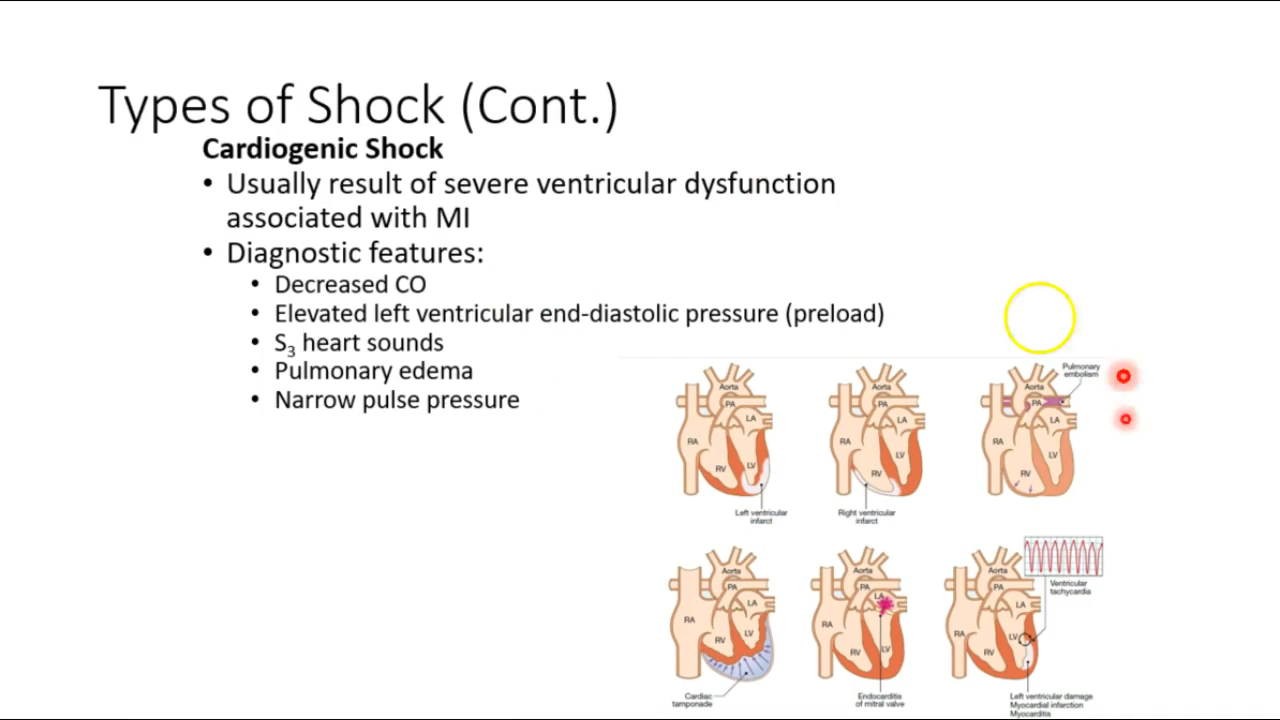 Types of Shock (Cont.)
Cardiogenic Shock
• Usually result of severe ventricular dysfunction
associated with MI
• Diagnostic features:
• Decreased CO
• Elevated left ventricular end-diastolic pressure (preload)
• S₃ heart sounds
• Pulmonary edema
• Narrow pulse pressure
Aorta
PA
LA
RA
LV
RV
Left ventricular
infarct
Aorta
PA
LA
RA
LV
RV
Right ventricular
infarct
Pulmonary
embolism
Aorta
PA
LA
RA
LV
RV
Aorta
PA
LA
RA
LV
RV
Cardiac
tamponade
Aorta
PA
LA
RA
LV
RV
Endocarditis
of mitral valve
Aorta
PA
LA
RA
LV
RV
Ventricular
tachycardia
Left ventricular damage
Myocardial infarction
Myocarditis